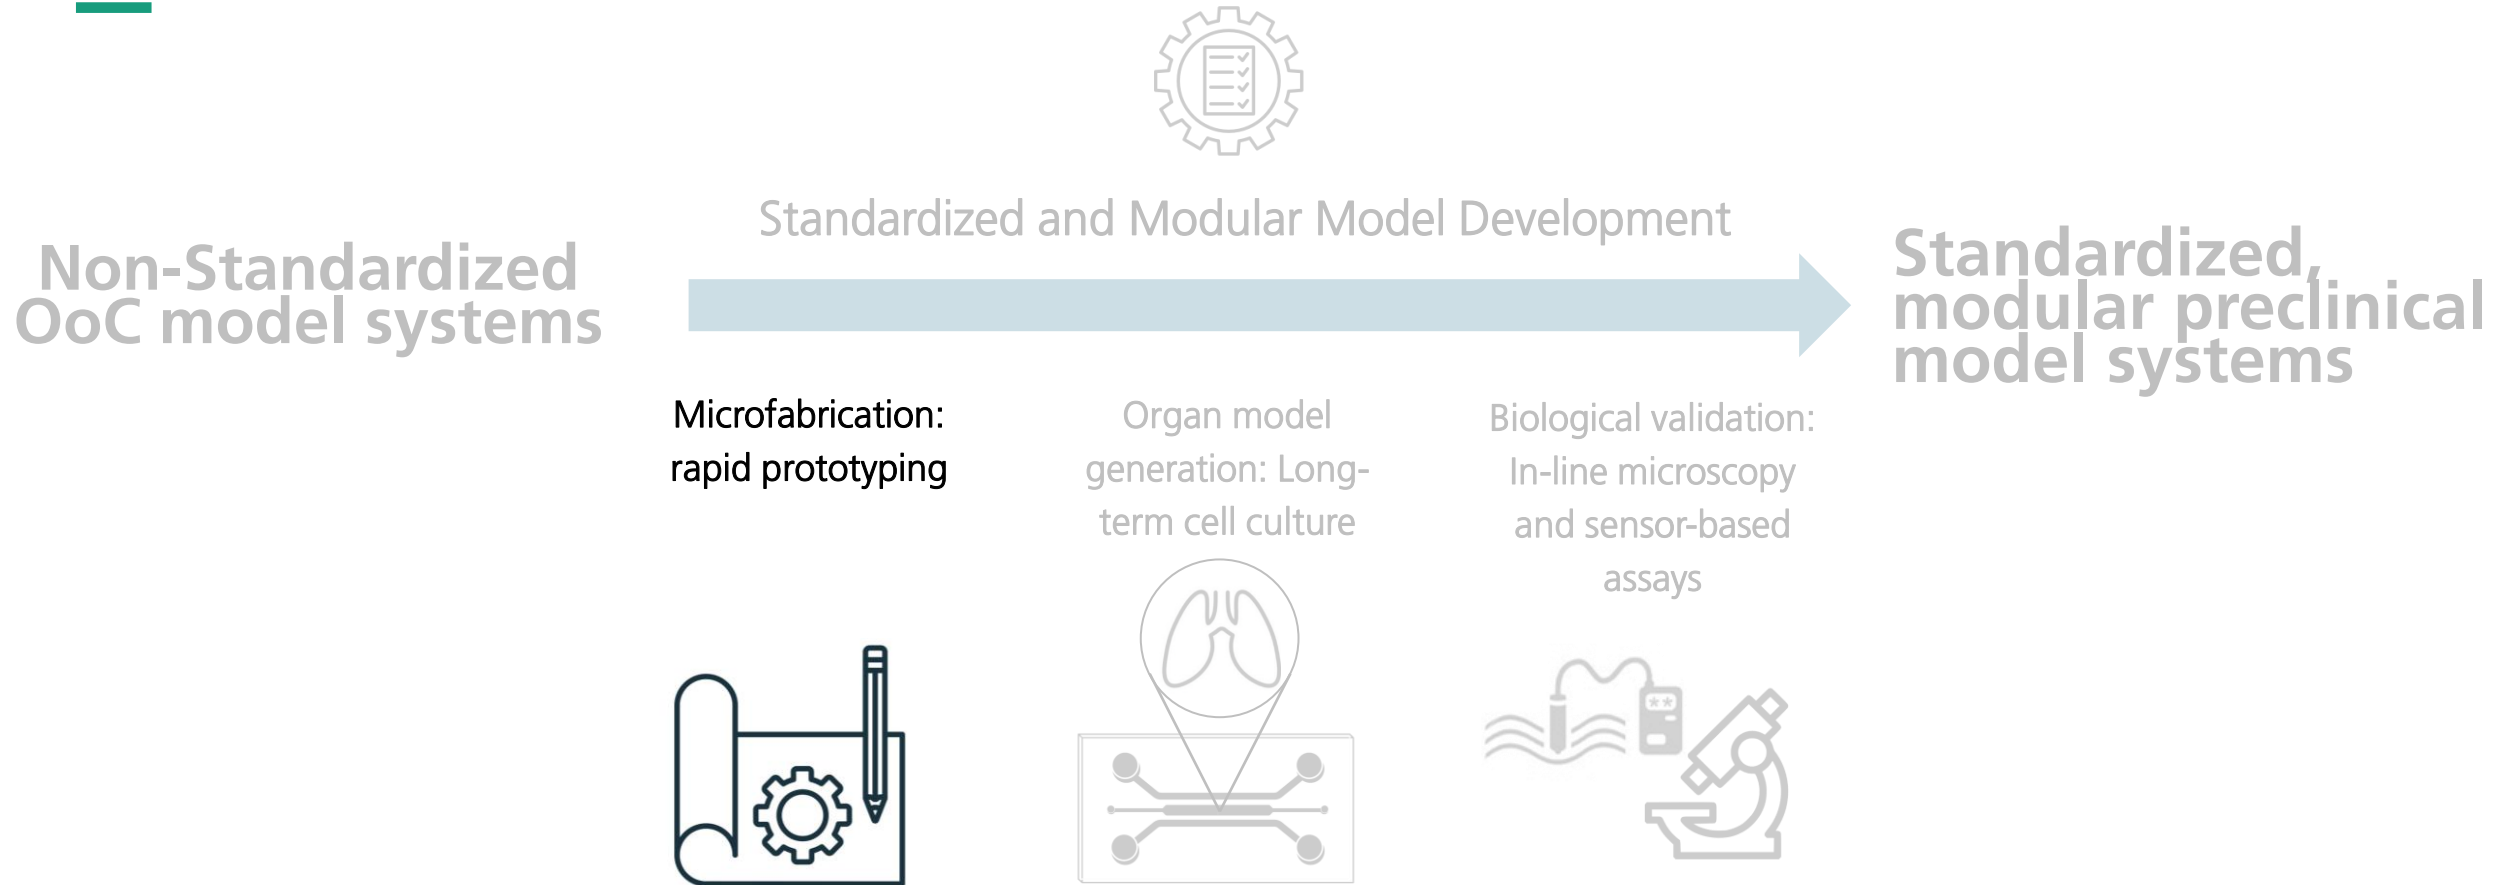 Standardized and Modular Model Development
Non-Standardized
OoC model systems
Standardized,
modular preclinical
model systems
Microfabrication:
rapid prototyping
Organ model
generation: Long-
term cell culture
Biological validation:
In-line microscopy
and sensor-based
assays